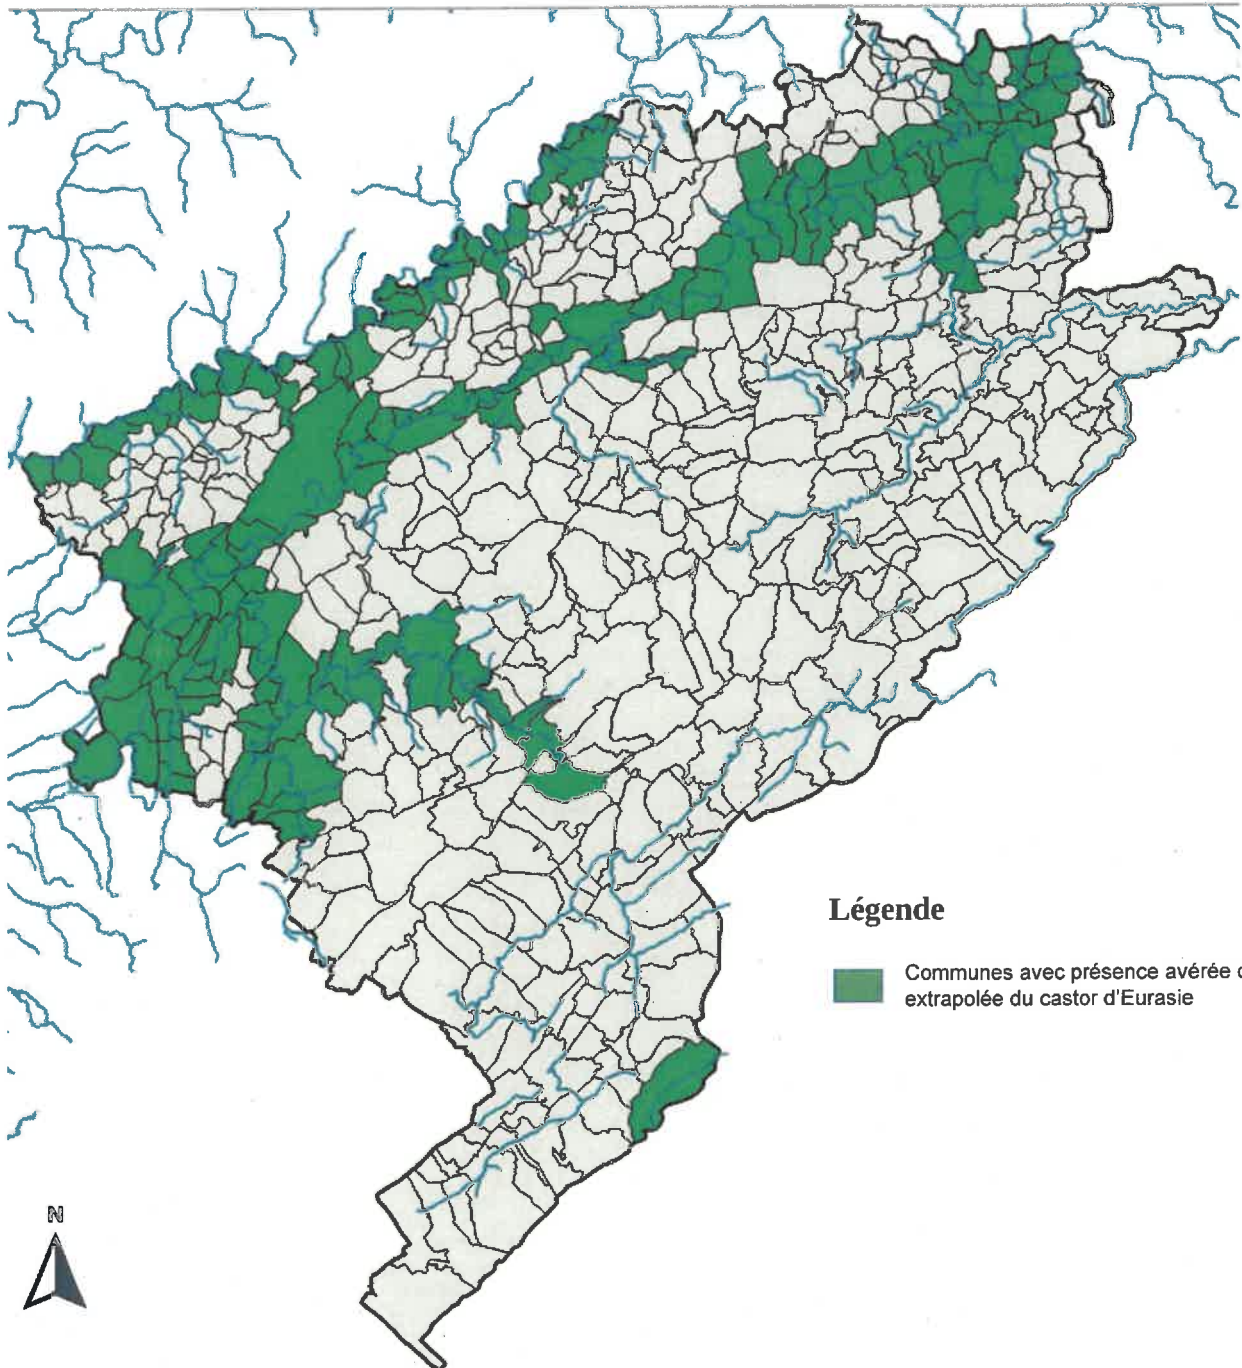 Légende
Communes avec présence avérée
extrapolée du castor d'Eurasie
N